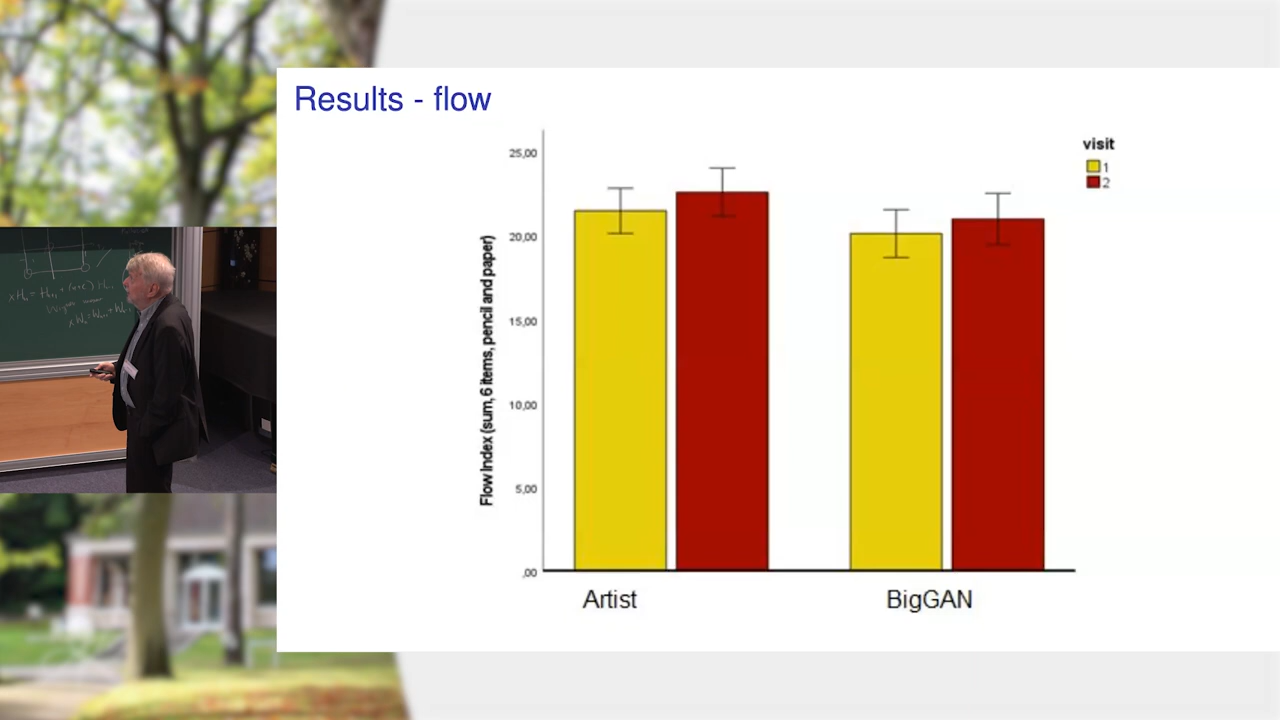 Results - flow
25,00
20,00
15,00
10,00
5,00
,00
Flow Index (sum, 6 items, pencil and paper)
Artist
BigGAN
visit
1
2